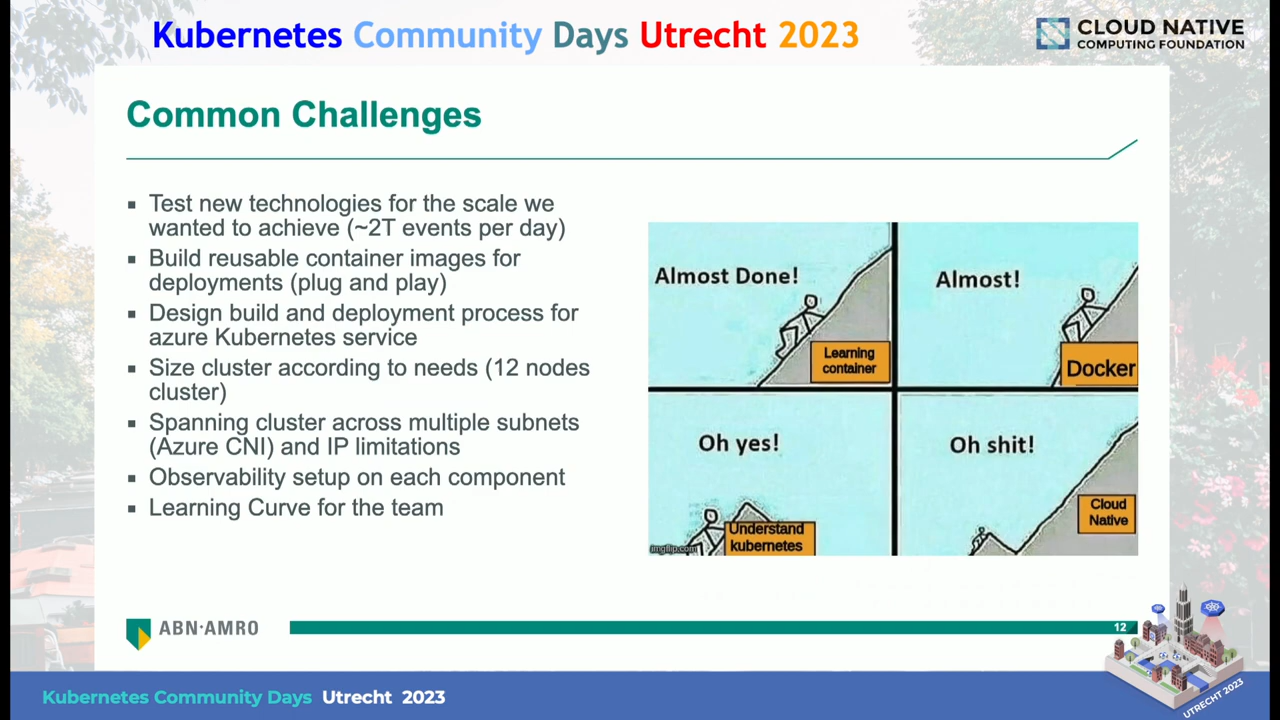 Kubernetes Community Days Utrecht 2023
CLOUD NATIVE
COMPUTING FOUNDATION
Common Challenges
▪ Test new technologies for the scale we
wanted to achieve (~2T events per day)
▪ Build reusable container images for
deployments (plug and play)
▪ Design build and deployment process for
azure Kubernetes service
▪ Size cluster according to needs (12 nodes
cluster)
▪ Spanning cluster across multiple subnets
(Azure CNI) and IP limitations
▪ Observability setup on each component
▪ Learning Curve for the team
Almost Done!
Learning
container
Almost!
Docker
Oh yes!
Understand
kubernetes
imgflip.com
Oh shit!
Cloud
Native
ABN·AMRO
12
Kubernetes Community Days Utrecht 2023
UTRECHT 2023